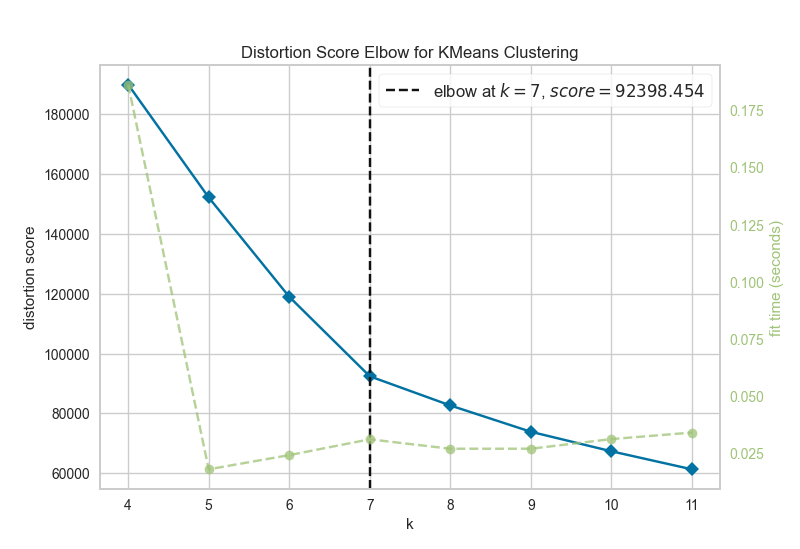 Distortion Score Elbow for KMeans Clustering
elbow at k = 7, score = 92398.454
distortion score
180000
160000
140000
120000
100000
80000
60000
0.175
0.150
0.125
0.100
0.075
0.050
0.025
fit time (seconds)
4 5 6 7 8 9 10 11
k